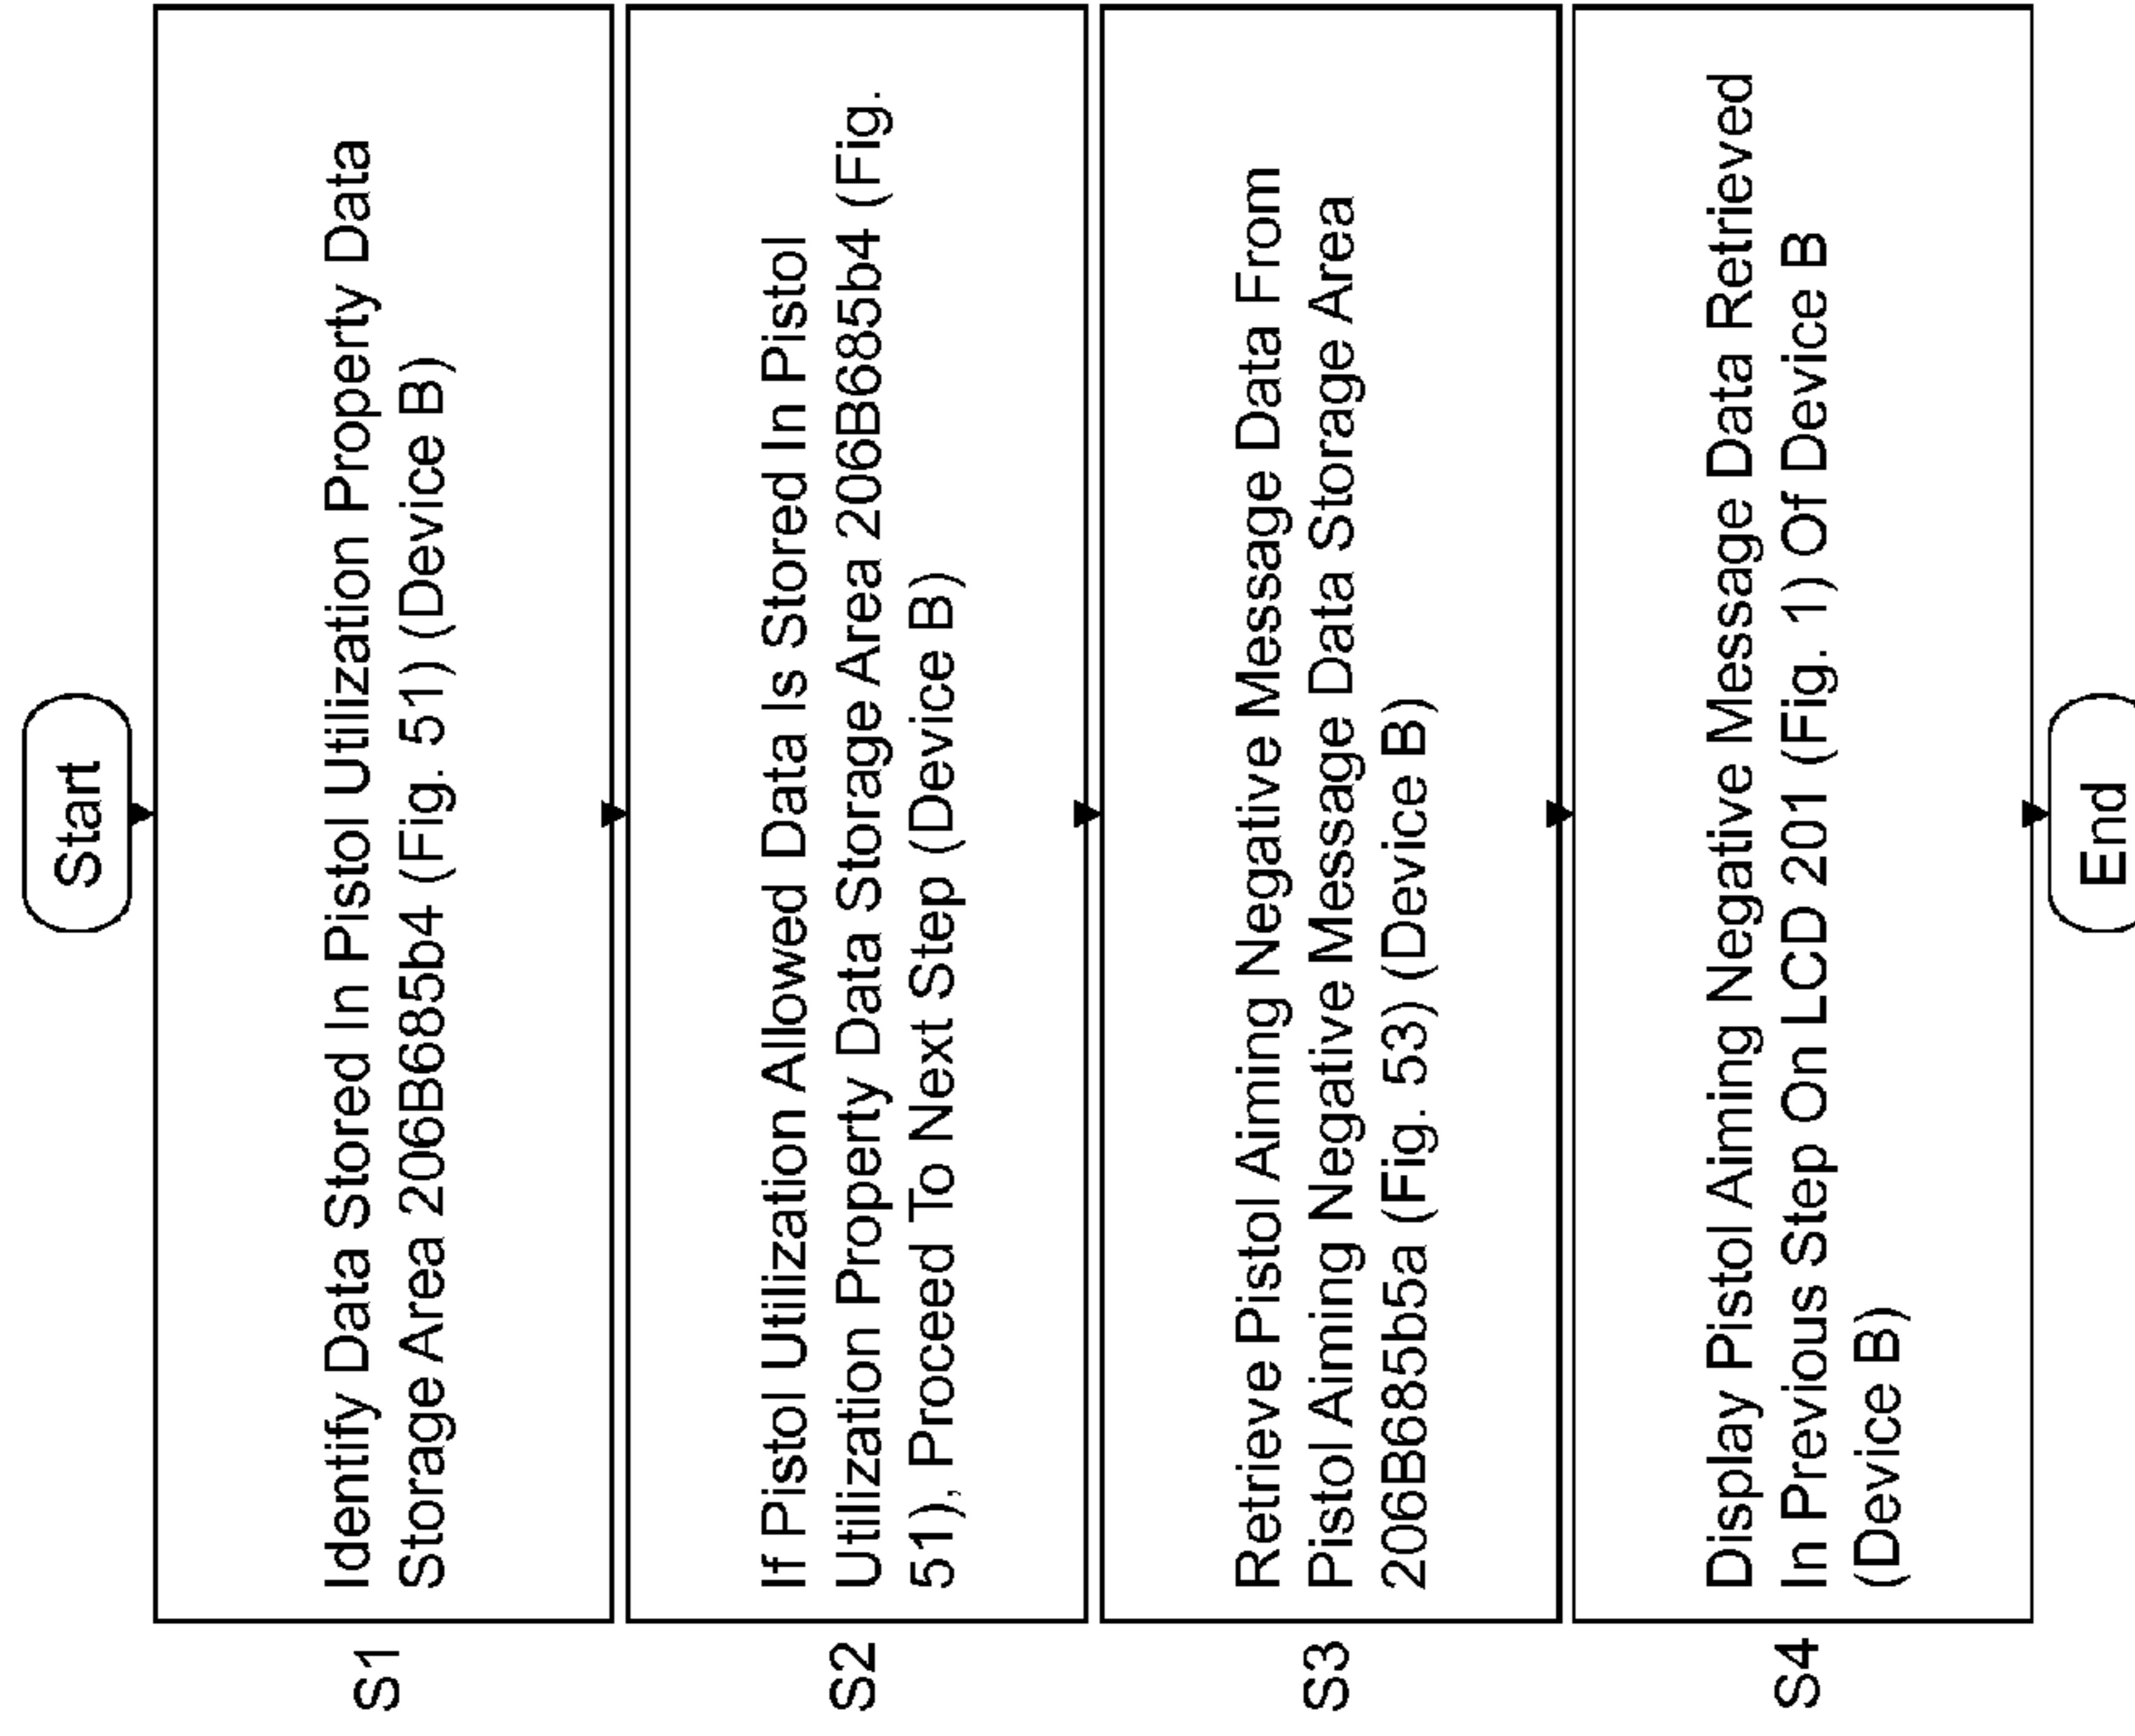 Start
S1
Identify Data Stored In Pistol Utilization Property Data
Storage Area 206B685b4 (Fig. 51) (Device B)
S2
If Pistol Utilization Allowed Data Is Stored In Pistol
Utilization Property Data Storage Area 206B685b4 (Fig.
51), Proceed To Next Step (Device B)
S3
Retrieve Pistol Aiming Negative Message Data From
Pistol Aiming Negative Message Data Storage Area
206B685b5a (Fig. 53) (Device B)
S4
Display Pistol Aiming Negative Message Data Retrieved
In Previous Step On LCD 201 (Fig. 1) Of Device B
(Device B)
End